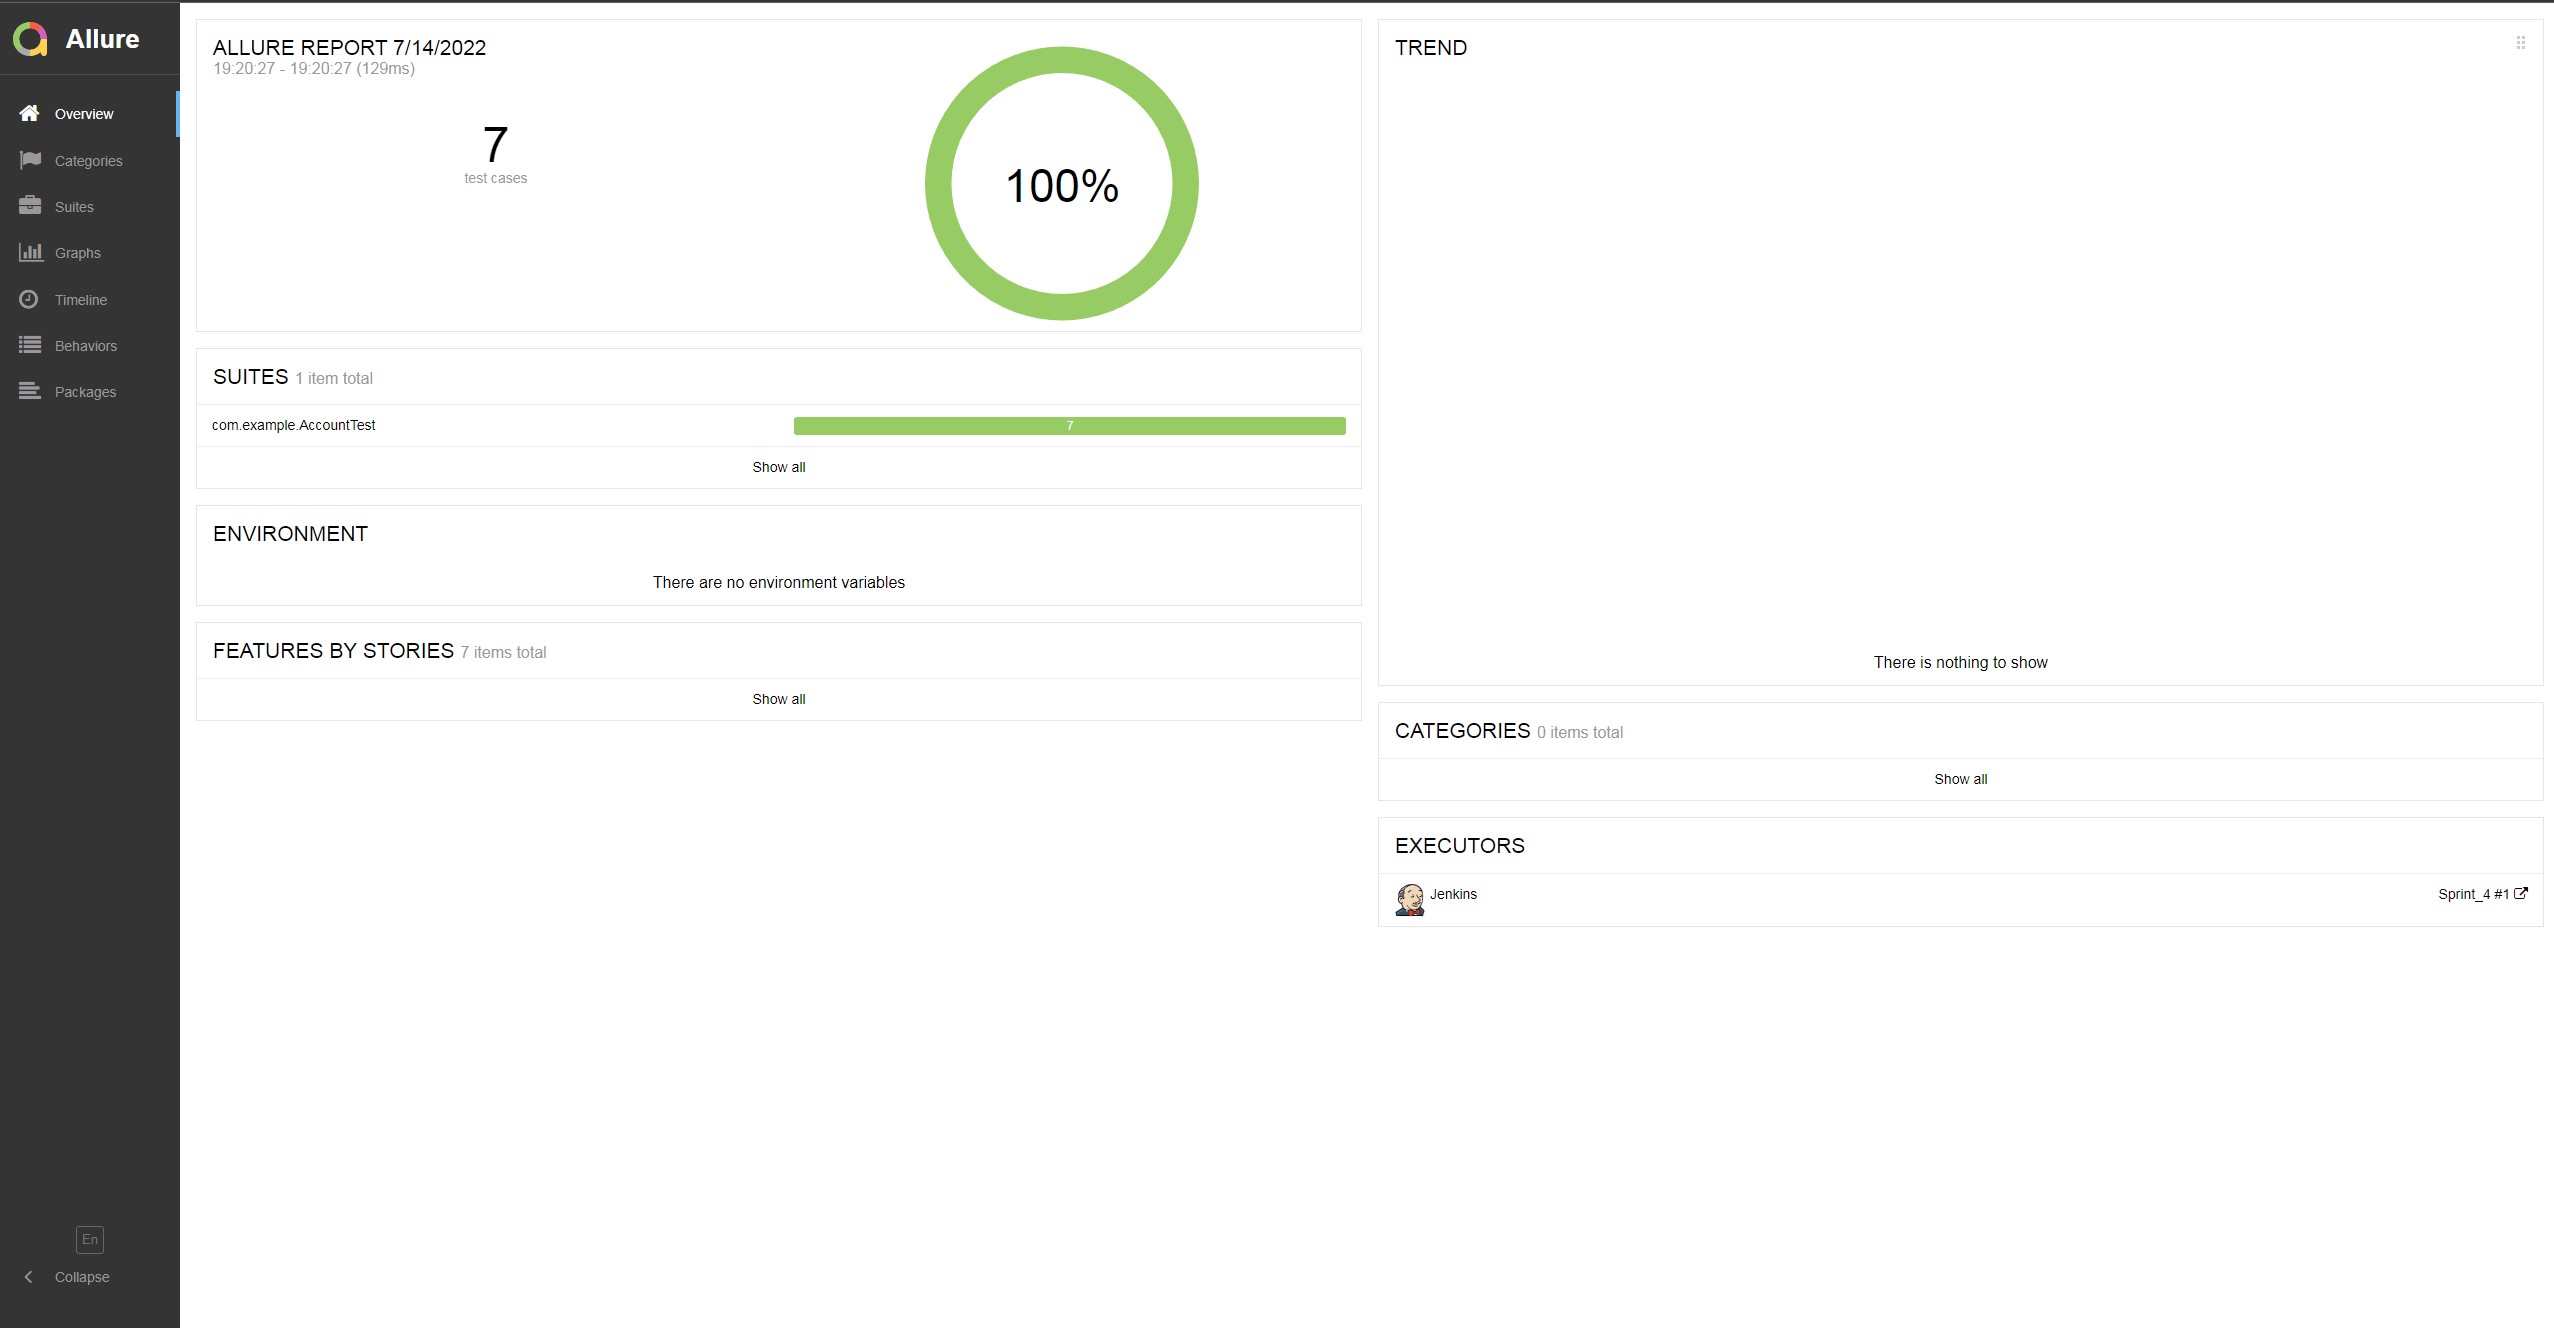 Allure
Overview
Categories
Suites
Graphs
Timeline
Behaviors
Packages
En
Collapse
ALLURE REPORT 7/14/2022
19:20:27 - 19:20:27 (129ms)
7
test cases
100%
SUITES 1 item total
com.example.AccountTest 7
Show all
ENVIRONMENT
There are no environment variables
FEATURES BY STORIES 7 items total
Show all
TREND
There is nothing to show
CATEGORIES 0 items total
Show all
EXECUTORS
Jenkins Sprint_4 #1